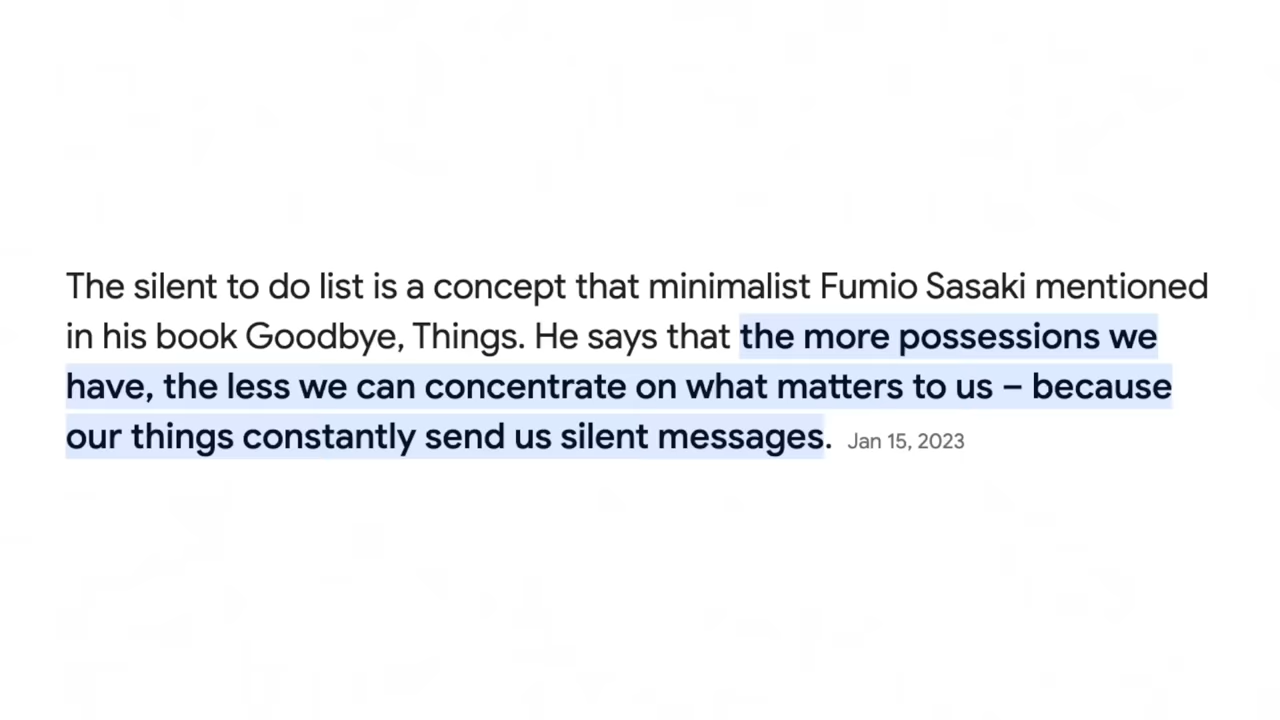 The silent to do list is a concept that minimalist Fumio Sasaki mentioned
in his book Goodbye, Things. He says that the more possessions we
have, the less we can concentrate on what matters to us – because
our things constantly send us silent messages. Jan 15, 2023